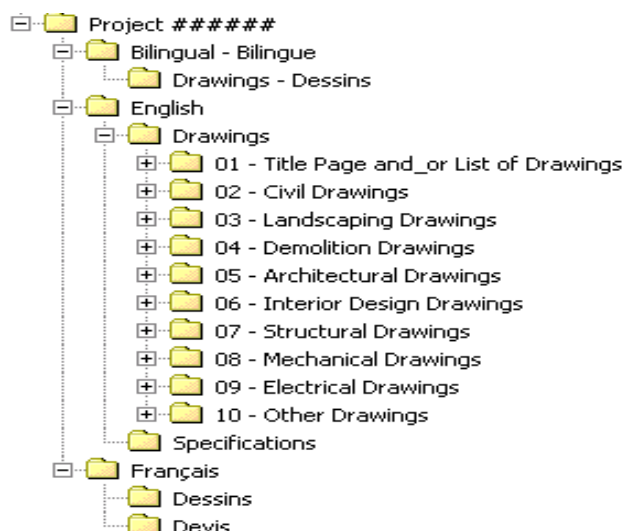 Project ######
Bilingual - Bilingue
Drawings - Dessins
English
Drawings
01 - Title Page and_or List of Drawings
02 - Civil Drawings
03 - Landscaping Drawings
04 - Demolition Drawings
05 - Architectural Drawings
06 - Interior Design Drawings
07 - Structural Drawings
08 - Mechanical Drawings
09 - Electrical Drawings
10 - Other Drawings
Specifications
Français
Dessins
Devis